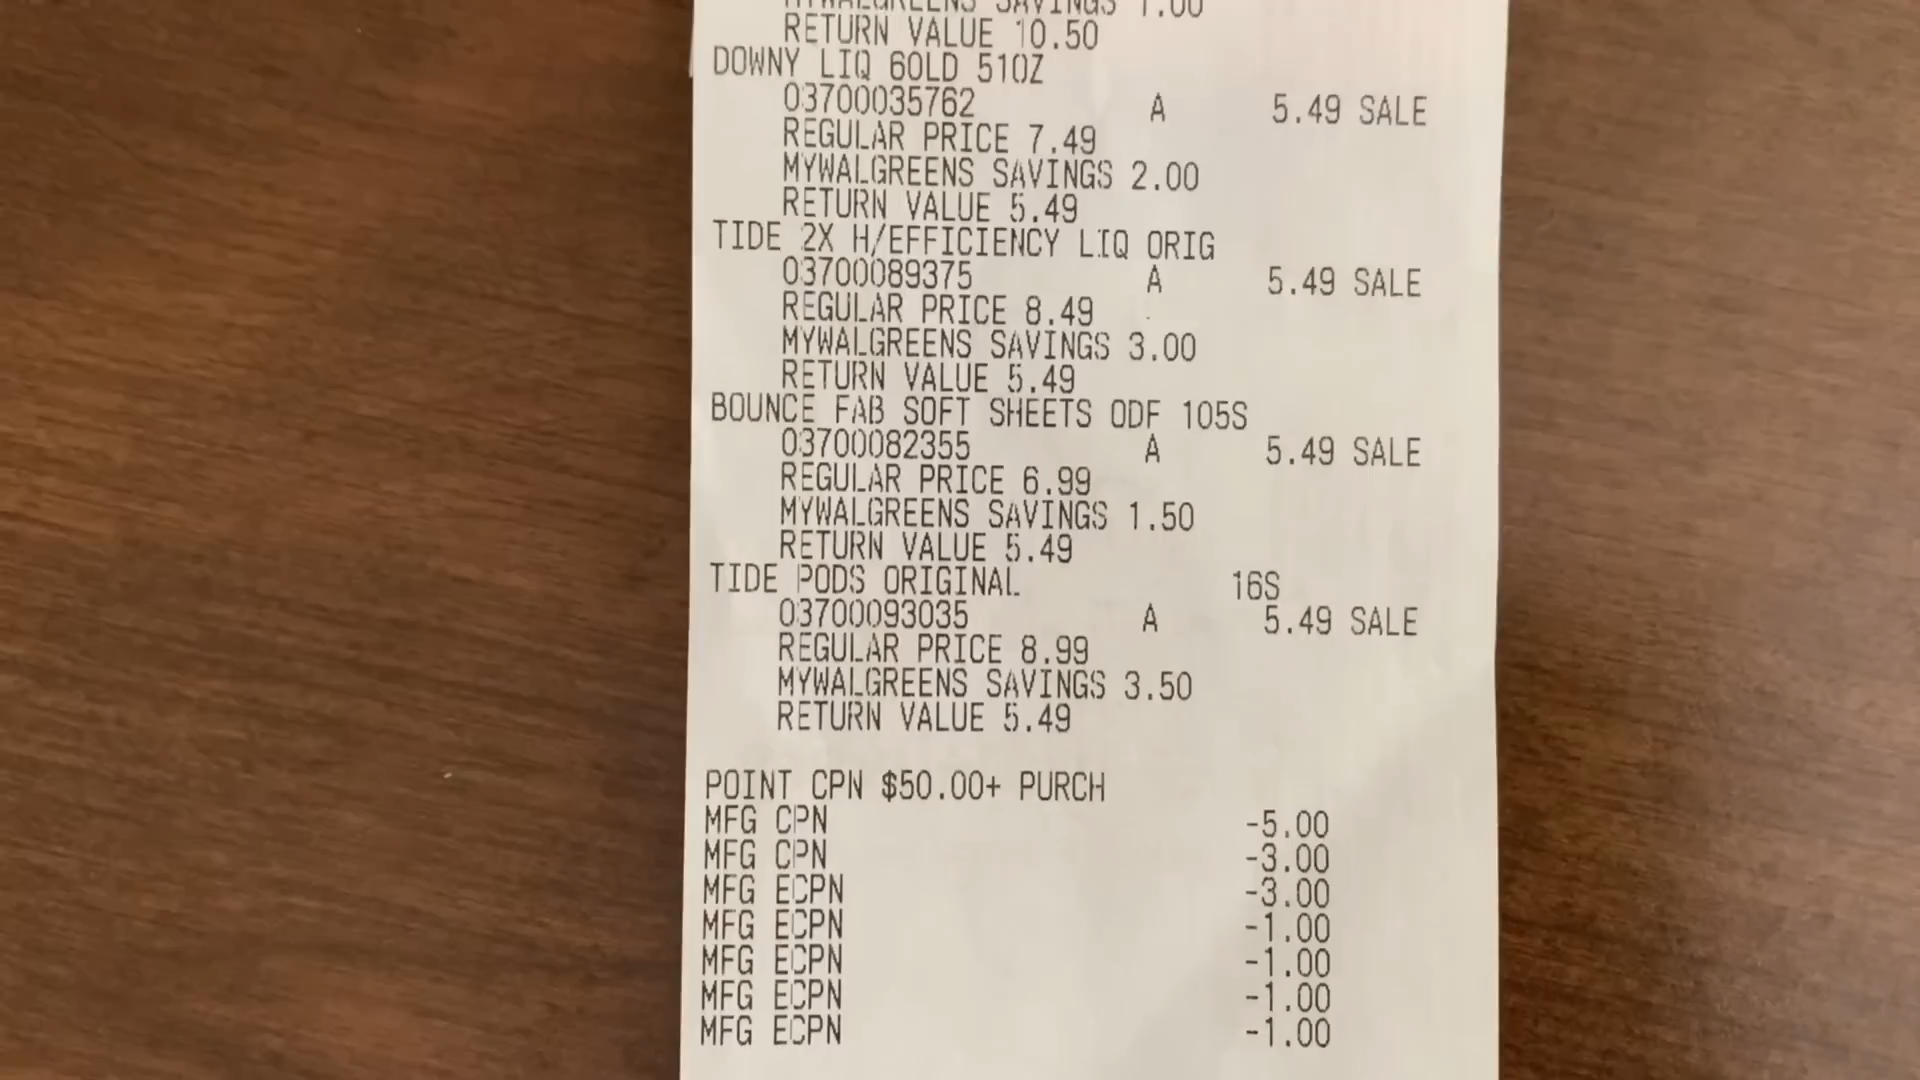 MYWALGREENS SAVINGS 1.00
RETURN VALUE 10.50
DOWNY LIQ 60LD 51OZ
03700035762 A 5.49 SALE
REGULAR PRICE 7.49
MYWALGREENS SAVINGS 2.00
RETURN VALUE 5.49
TIDE 2X H/EFFICIENCY LIQ ORIG
03700089375 A 5.49 SALE
REGULAR PRICE 8.49
MYWALGREENS SAVINGS 3.00
RETURN VALUE 5.49
BOUNCE FAB SOFT SHEETS ODF 105S
03700082355 A 5.49 SALE
REGULAR PRICE 6.99
MYWALGREENS SAVINGS 1.50
RETURN VALUE 5.49
TIDE PODS ORIGINAL 16S
03700093035 A 5.49 SALE
REGULAR PRICE 8.99
MYWALGREENS SAVINGS 3.50
RETURN VALUE 5.49
POINT CPN $50.00+ PURCH
MFG CPN -5.00
MFG CPN -3.00
MFG ECPN -3.00
MFG ECPN -1.00
MFG ECPN -1.00
MFG ECPN -1.00
MFG ECPN -1.00